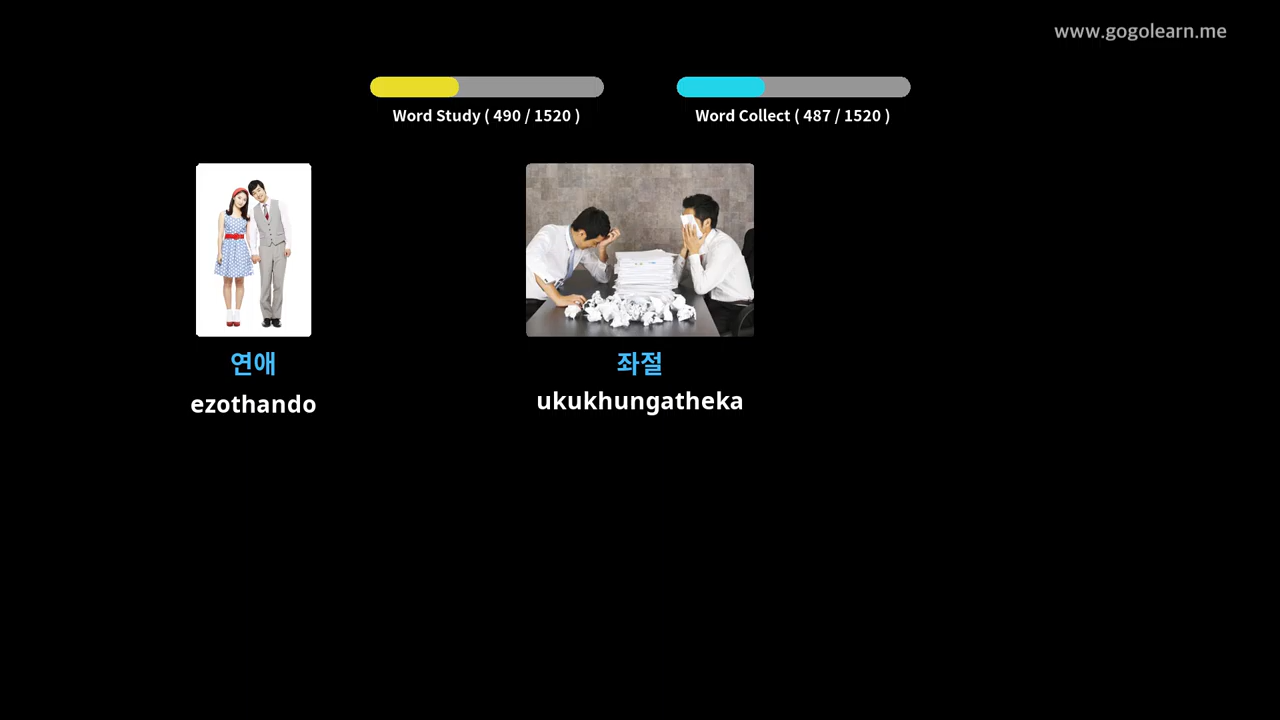 www.gogolearn.me
Word Study ( 490 / 1520 )
Word Collect ( 487 / 1520 )
연애
ezothando
좌절
ukukhungatheka